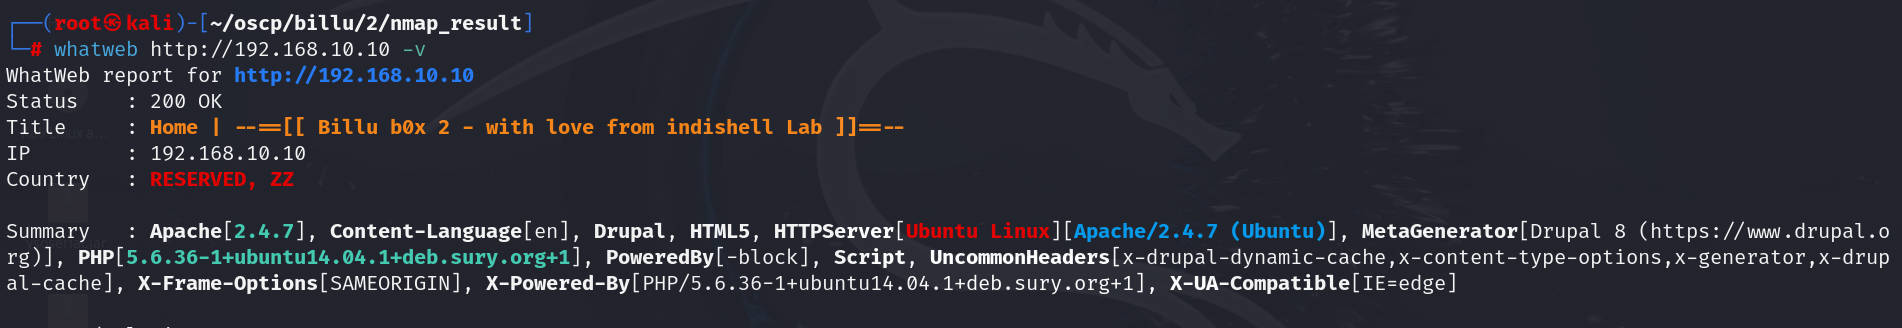 ┌──(root㉿kali)-[~/oscp/billu/2/nmap_result]
└─# whatweb http://192.168.10.10 -v
WhatWeb report for http://192.168.10.10
Status    : 200 OK
Title     : Home | --==[[ Billu b0x 2 - with love from indishell Lab ]]==--
IP        : 192.168.10.10
Country   : RESERVED, ZZ
Summary   : Apache[2.4.7], Content-Language[en], Drupal, HTML5, HTTPServer[Ubuntu Linux][Apache/2.4.7 (Ubuntu)], MetaGenerator[Drupal 8 (https://www.drupal.o
rg)], PHP[5.6.36-1+ubuntu14.04.1+deb.sury.org+1], PoweredBy[-block], Script, UncommonHeaders[x-drupal-dynamic-cache,x-content-type-options,x-generator,x-drup
al-cache], X-Frame-Options[SAMEORIGIN], X-Powered-By[PHP/5.6.36-1+ubuntu14.04.1+deb.sury.org+1], X-UA-Compatible[IE=edge]